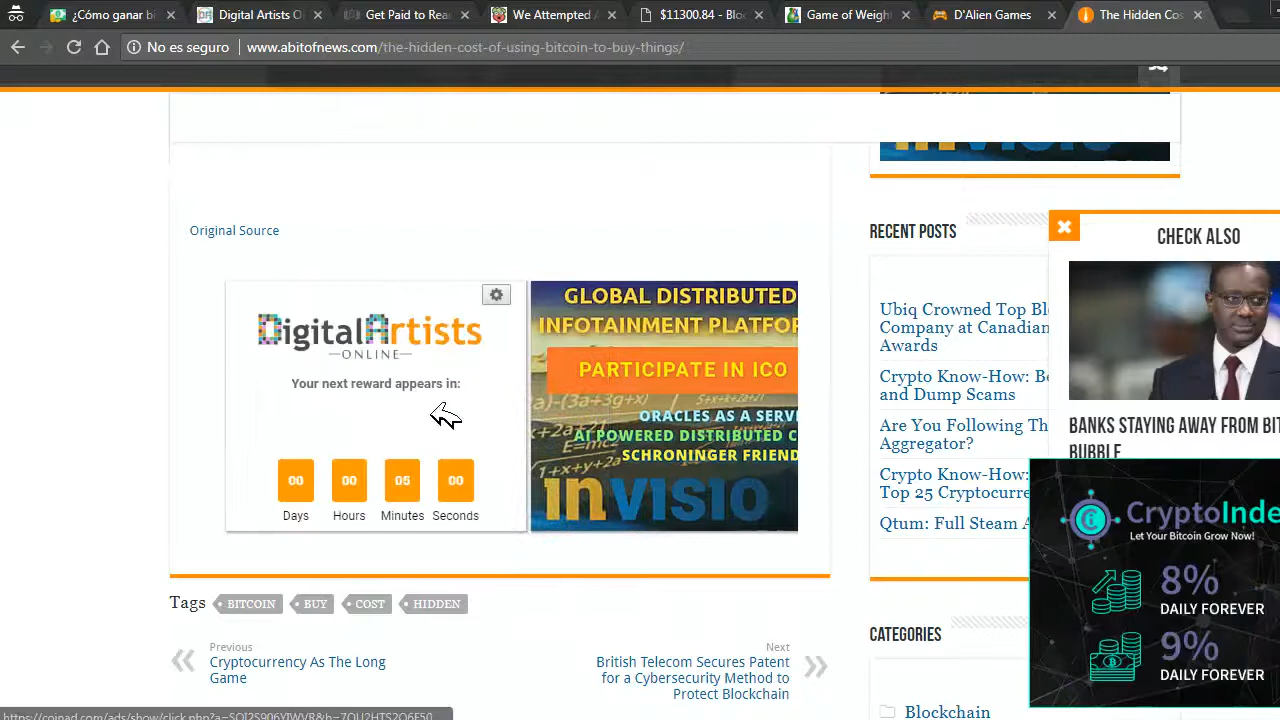 ¿Cómo ganar bi
Digital Artists O
Get Paid to Rea
We Attempted
$11300.84 - Blo
Game of Weigh
D'Alien Games
The Hidden Cos
No es seguro
www.abitofnews.com/the-hidden-cost-of-using-bitcoin-to-buy-things/
Original Source
DigitalArtists
ONLINE
Your next reward appears in:
00 00 05 00
Days Hours Minutes Seconds
GLOBAL DISTRIBUTED
INFOTAINMENT PLATFOR
PARTICIPATE IN ICO
ORACLES AS A SERV
AI POWERED DISTRIBUTED C
SCHRONINGER FRIEND
inVISIO
Tags
BITCOIN
BUY
COST
HIDDEN
Previous
Cryptocurrency As The Long
Game
Next
British Telecom Secures Patent
for a Cybersecurity Method to
Protect Blockchain
RECENT POSTS
Ubiq Crowned Top Bl
Company at Canadian
Awards
Crypto Know-How: B
and Dump Scams
Are You Following Th
Aggregator?
Crypto Know-How:
Top 25 Cryptocurre
Qtum: Full Steam A
CATEGORIES
Blockchain
CHECK ALSO
BANKS STAYING AWAY FROM BIT
BUBBLE
CryptoInde
Let Your Bitcoin Grow Now!
8%
DAILY FOREVER
9%
DAILY FOREVER